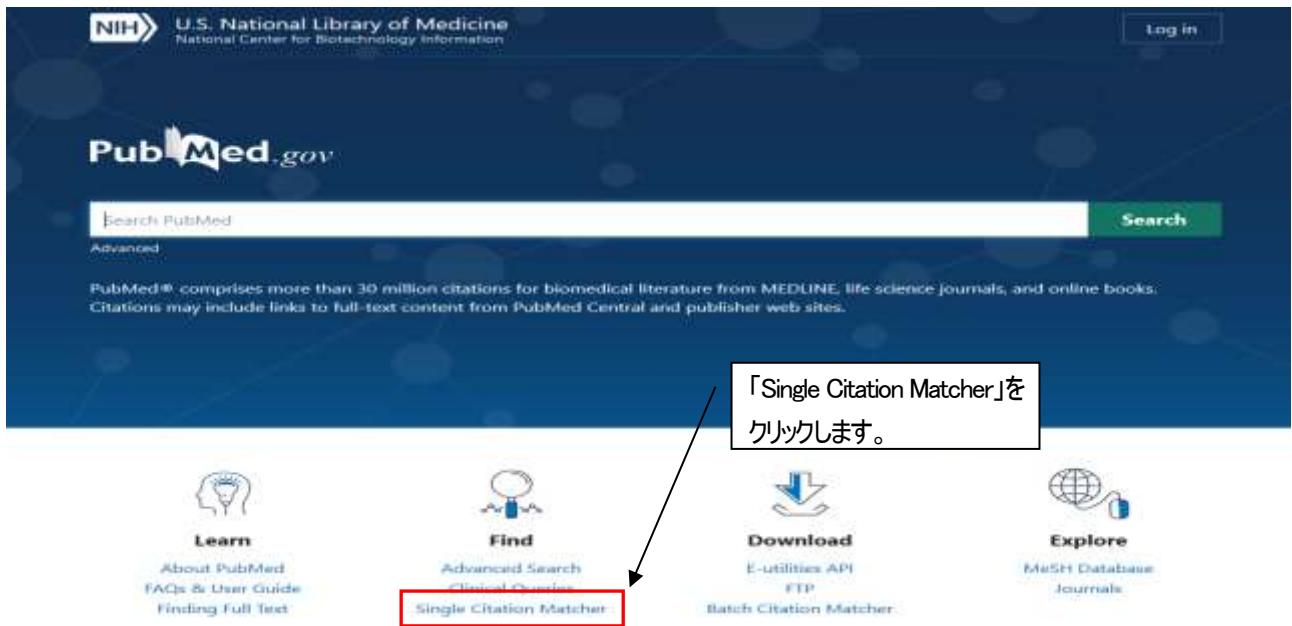 NIH U.S. National Library of Medicine
National Center for Biotechnology Information
Log in
PubMed.gov
Search PubMed
Search
Advanced
PubMed® comprises more than 30 million citations for biomedical literature from MEDLINE, life science journals, and online books.
Citations may include links to full-text content from PubMed Central and publisher web sites.
「Single Citation Matcher」を
クリックします。
Learn
About PubMed
FAQs & User Guide
Finding Full Text
Find
Advanced Search
Clinical Queries
Single Citation Matcher
Download
E-utilities API
FTP
Batch Citation Matcher
Explore
MeSH Database
Journals